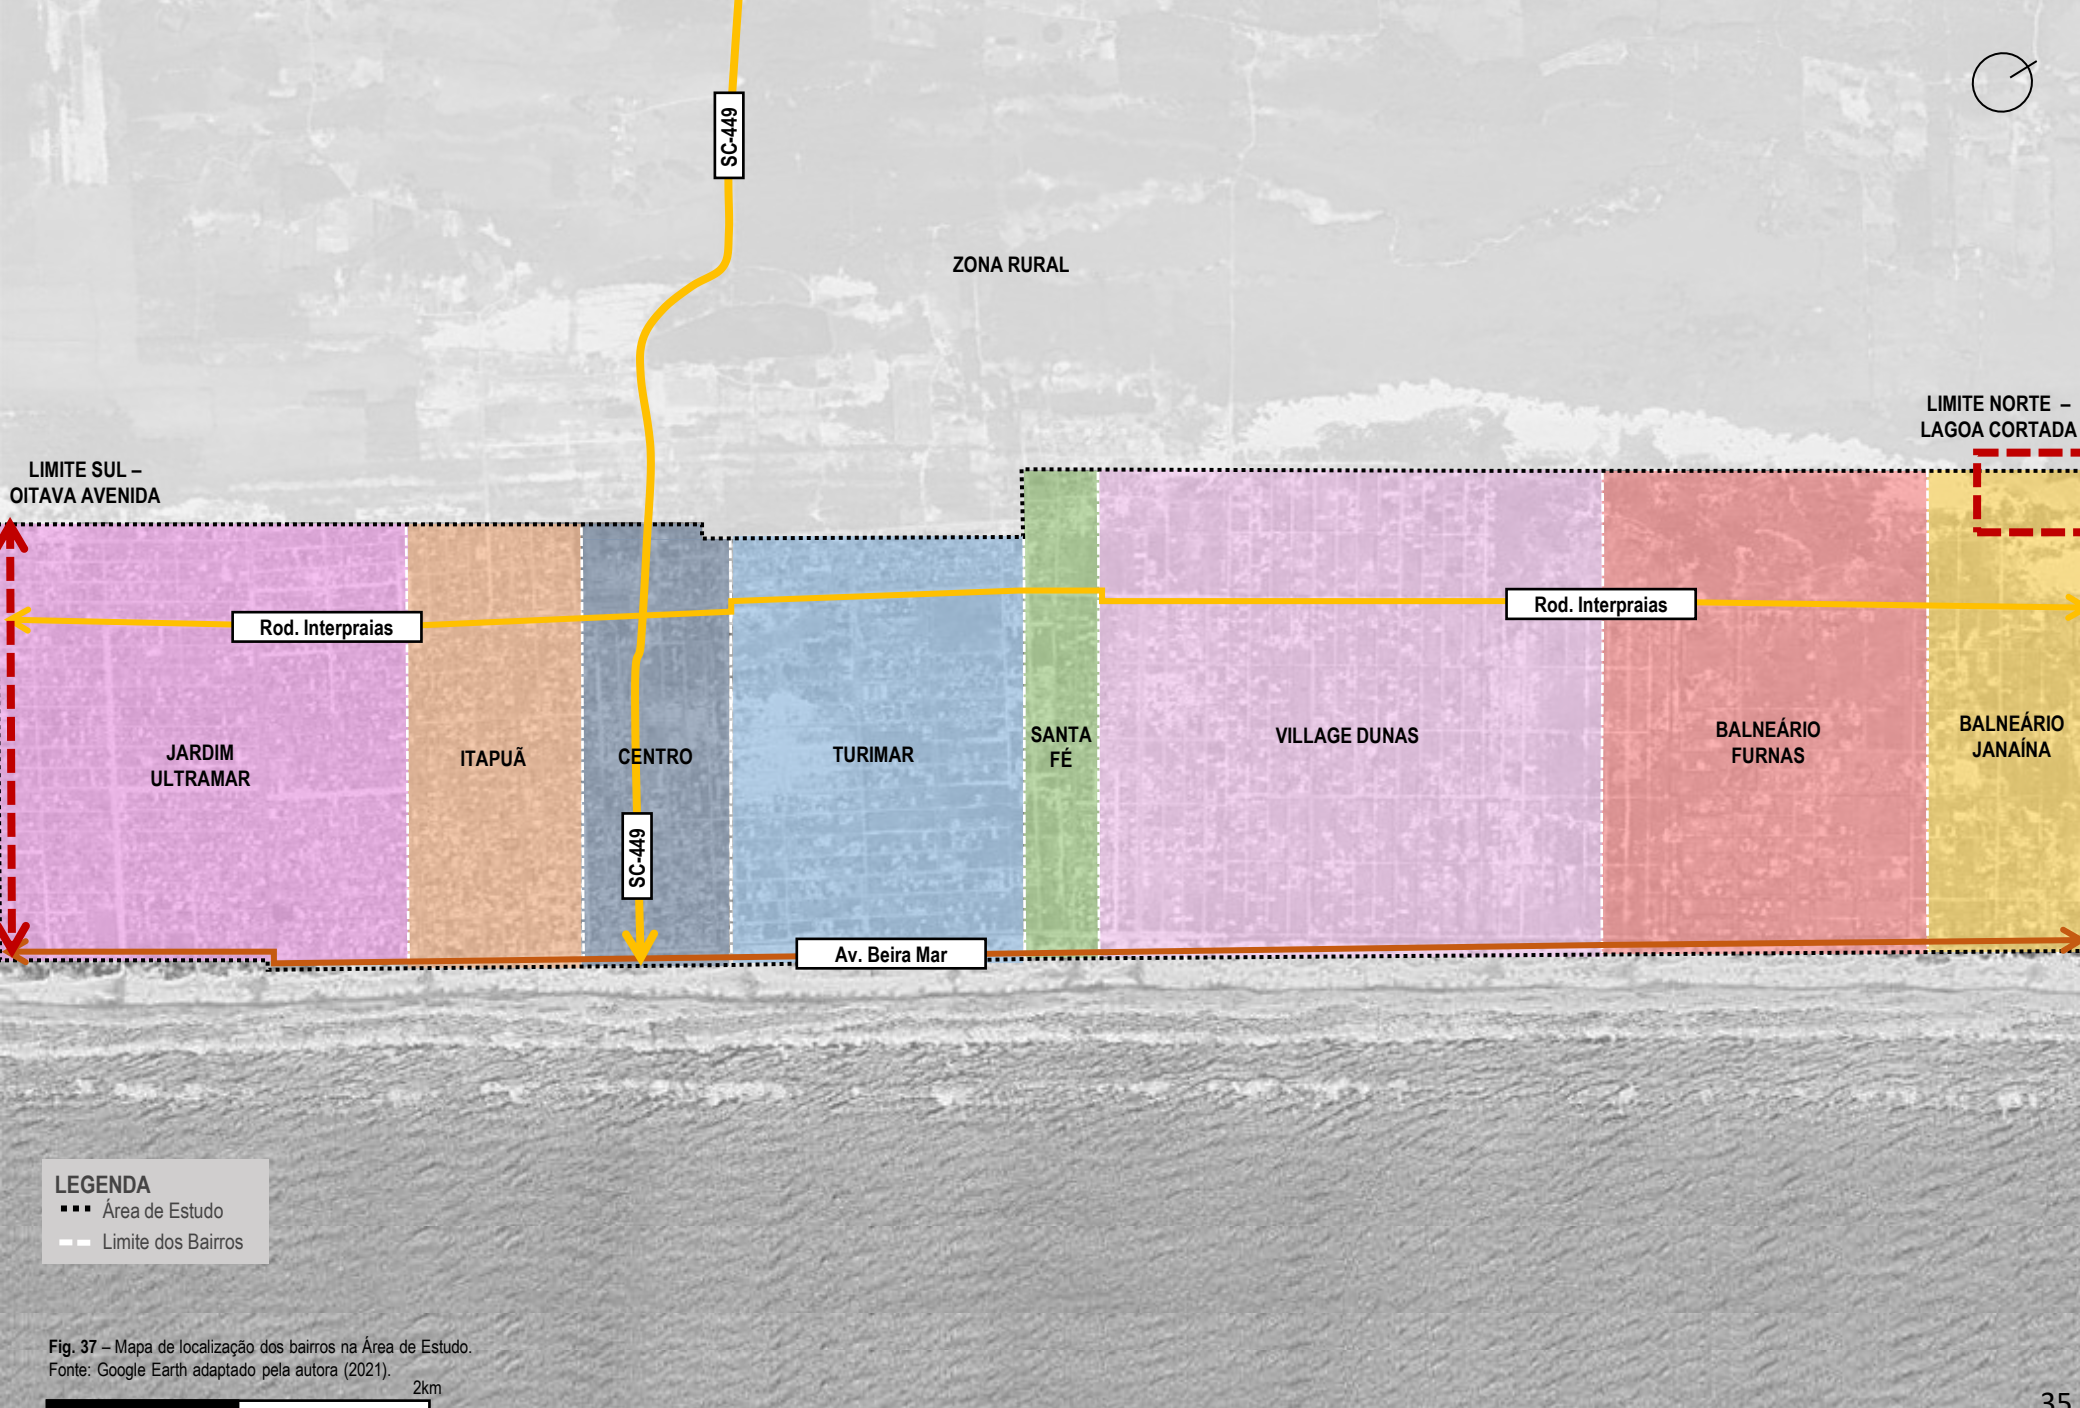 SC-449
ZONA RURAL
LIMITE NORTE –
LAGOA CORTADA
LIMITE SUL –
OITAVA AVENIDA
Rod. Interpraias
Rod. Interpraias
JARDIM
ULTRAMAR
ITAPUÃ
CENTRO
TURIMAR
SANTA
FÉ
VILLAGE DUNAS
BALNEÁRIO
FURNAS
BALNEÁRIO
JANAÍNA
SC-449
Av. Beira Mar
LEGENDA
Área de Estudo
Limite dos Bairros
Fig. 37 – Mapa de localização dos bairros na Área de Estudo.
Fonte: Google Earth adaptado pela autora (2021).
2km
35